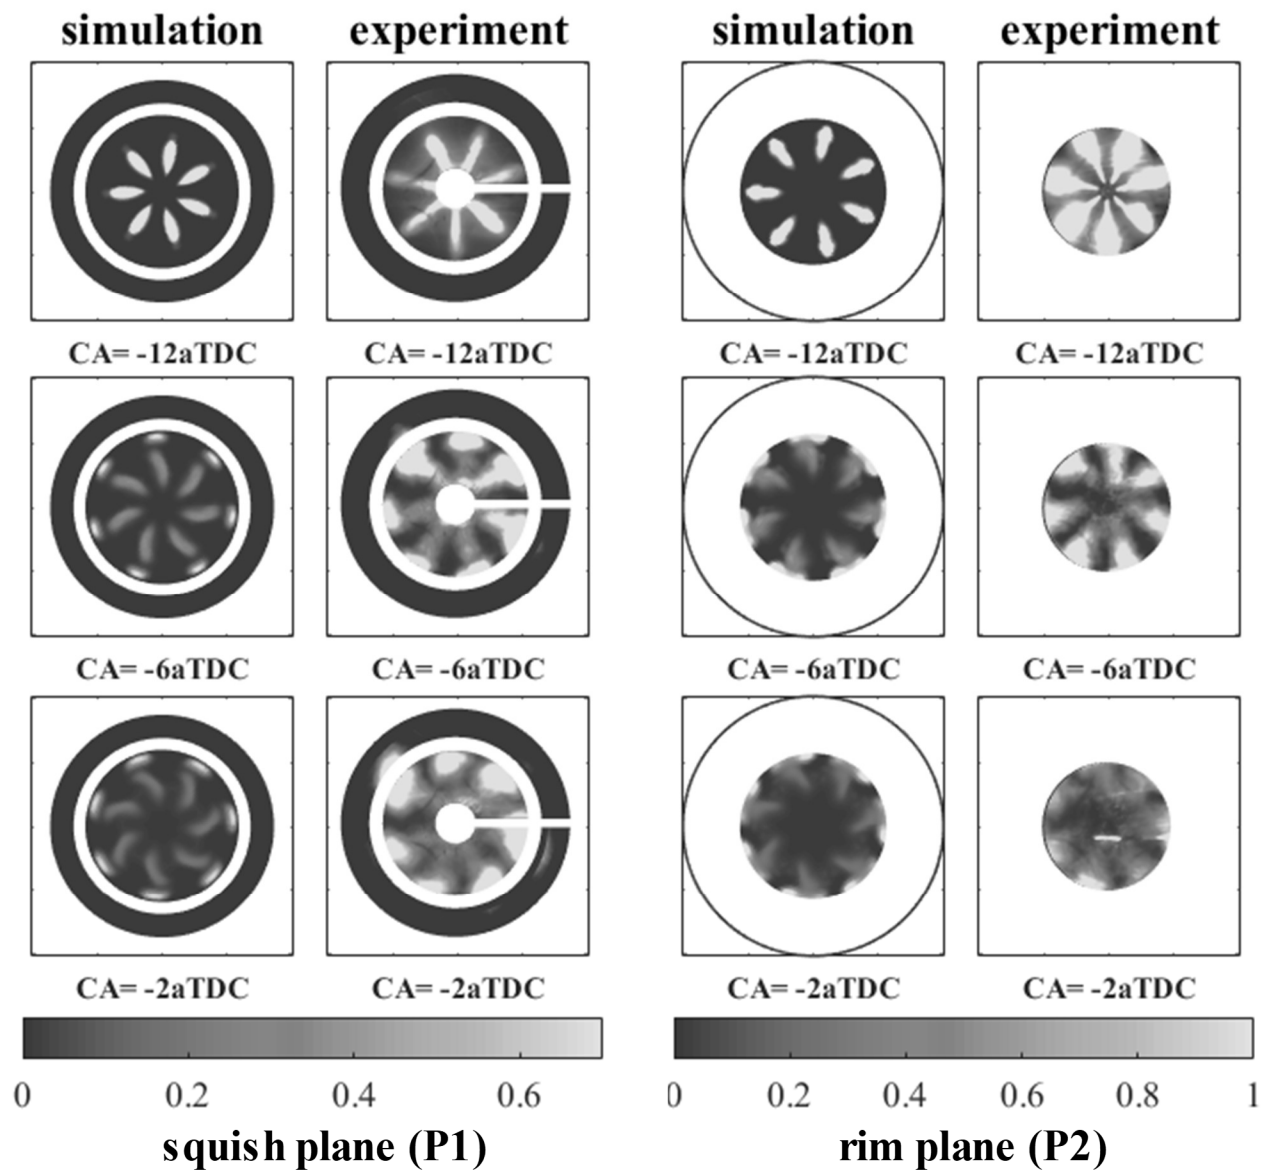 simulation experiment simulation experiment
CA= -12aTDC CA= -12aTDC CA= -12aTDC CA= -12aTDC
CA= -6aTDC CA= -6aTDC CA= -6aTDC CA= -6aTDC
CA= -2aTDC CA= -2aTDC CA= -2aTDC CA= -2aTDC
0 0.2 0.4 0.6 0 0.2 0.4 0.6 0.8 1
squish plane (P1) rim plane (P2)